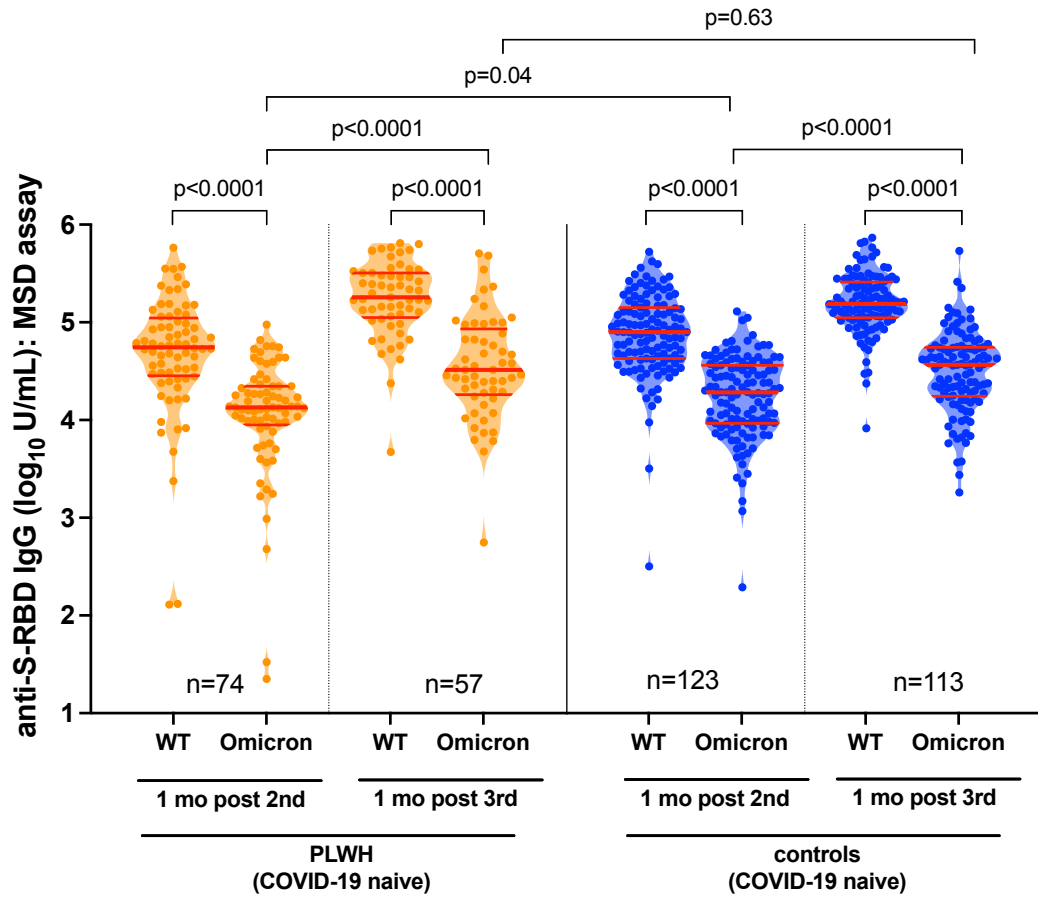 p=0.63
p=0.04
p<0.0001
p<0.0001
p<0.0001
p<0.0001
p<0.0001
p<0.0001
anti-S-RBD IgG (log10 U/mL): MSD assay
6
5
4
3
2
1
n=74
n=57
n=123
n=113
WT Omicron WT Omicron WT Omicron WT Omicron
1 mo post 2nd 1 mo post 3rd 1 mo post 2nd 1 mo post 3rd
PLWH
(COVID-19 naive)
controls
(COVID-19 naive)